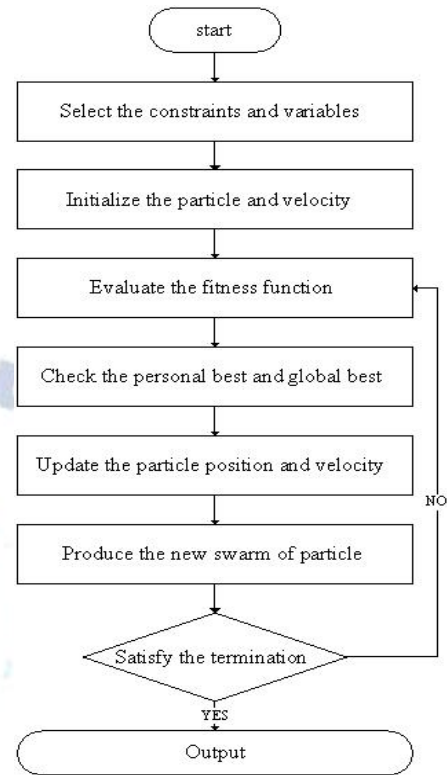 start
Select the constraints and variables
Initialize the particle and velocity
Evaluate the fitness function
Check the personal best and global best
Update the particle position and velocity
NO
Produce the new swarm of particle
Satisfy the termination
YES
Output